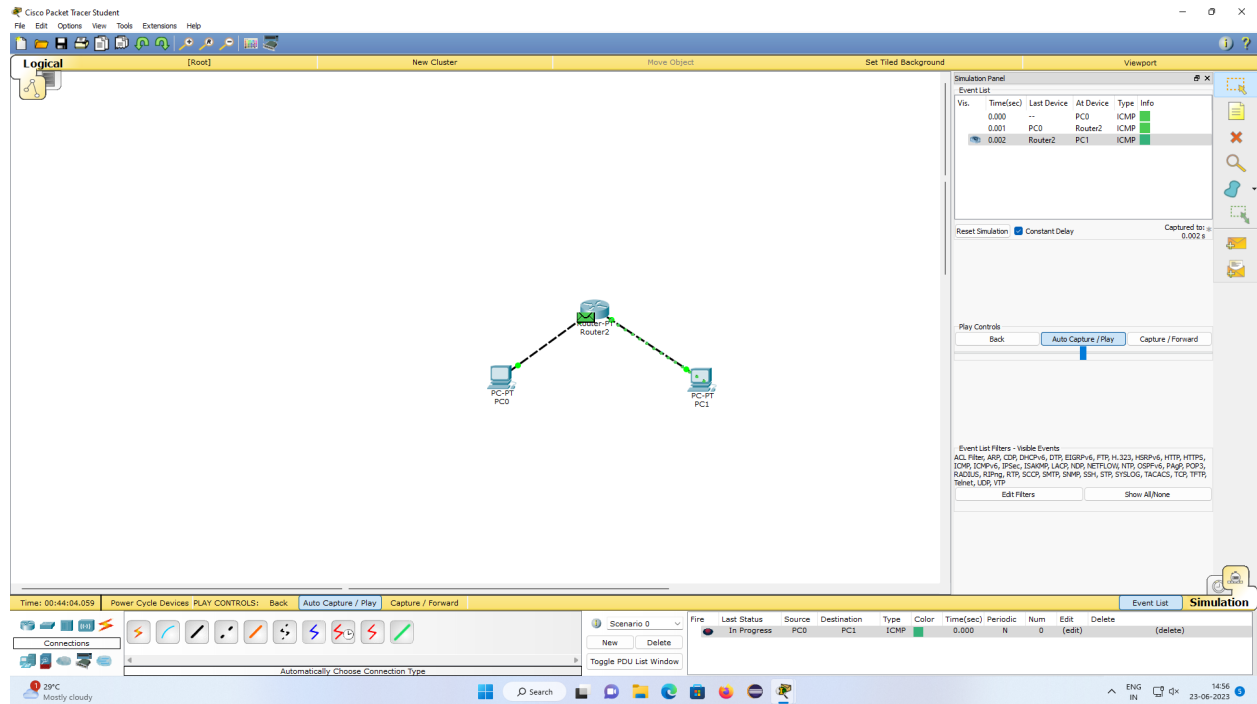 Cisco Packet Tracer Student
File Edit Options View Tools Extensions Help
Logical [Root] New Cluster Move Object Set Tiled Background Viewport
Simulation Panel
Event List
Vis. Time(sec) Last Device At Device Type Info
0.000 -- PC0 ICMP
0.001 PC0 Router2 ICMP
0.002 Router2 PC1 ICMP
Reset Simulation Constant Delay Captured to:
0.002 s
Router-PT
Router2
PC-PT
PC0
PC-PT
PC1
Play Controls
Back Auto Capture / Play Capture / Forward
Event List Filters - Visible Events
ACL Filter, ARP, CDP, DHCPv6, DTP, EIGRPv6, FTP, H.323, HSRPv6, HTTP, HTTPS,
ICMP, ICMPv6, IPSec, ISAKMP, LACP, NDP, NETFLOW, NTP, OSPFv6, PAgP, POP3,
RADIUS, RIPng, RTP, SCCP, SMTP, SNMP, SSH, STP, SYSLOG, TACACS, TCP, TFTP,
Telnet, UDP, VTP
Edit Filters Show All/None
Time: 00:44:04.059 Power Cycle Devices PLAY CONTROLS: Back Auto Capture / Play Capture / Forward Event List Simulation
Connections
Automatically Choose Connection Type
Scenario 0
New Delete
Toggle PDU List Window
Fire Last Status Source Destination Type Color Time(sec) Periodic Num Edit Delete
In Progress PC0 PC1 ICMP 0.000 N 0 (edit) (delete)
1
29°C
Mostly cloudy
Search
ENG
IN
14:56
23-06-2023
5